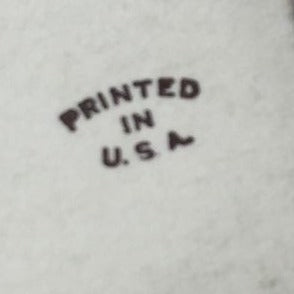 PRINTED
IN
U. S. A.